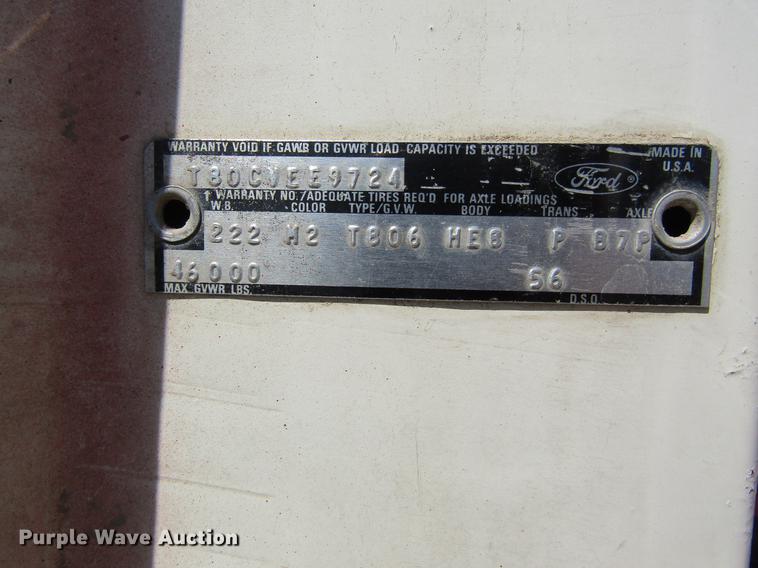 WARRANTY VOID IF GAWR OR GVWR LOAD CAPACITY IS EXCEEDED
T80CVEE9724
Ford ®
MADE IN
U.S.A.
↑ WARRANTY NO./ADEQUATE TIRES REQ'D FOR AXLE LOADINGS
W.B. COLOR TYPE/G.V.W. BODY TRANS AXLE
222 M2 T806 HE8 P B7P
46000 56
MAX. GVWR LBS. D.S.O.
Purple Wave Auction